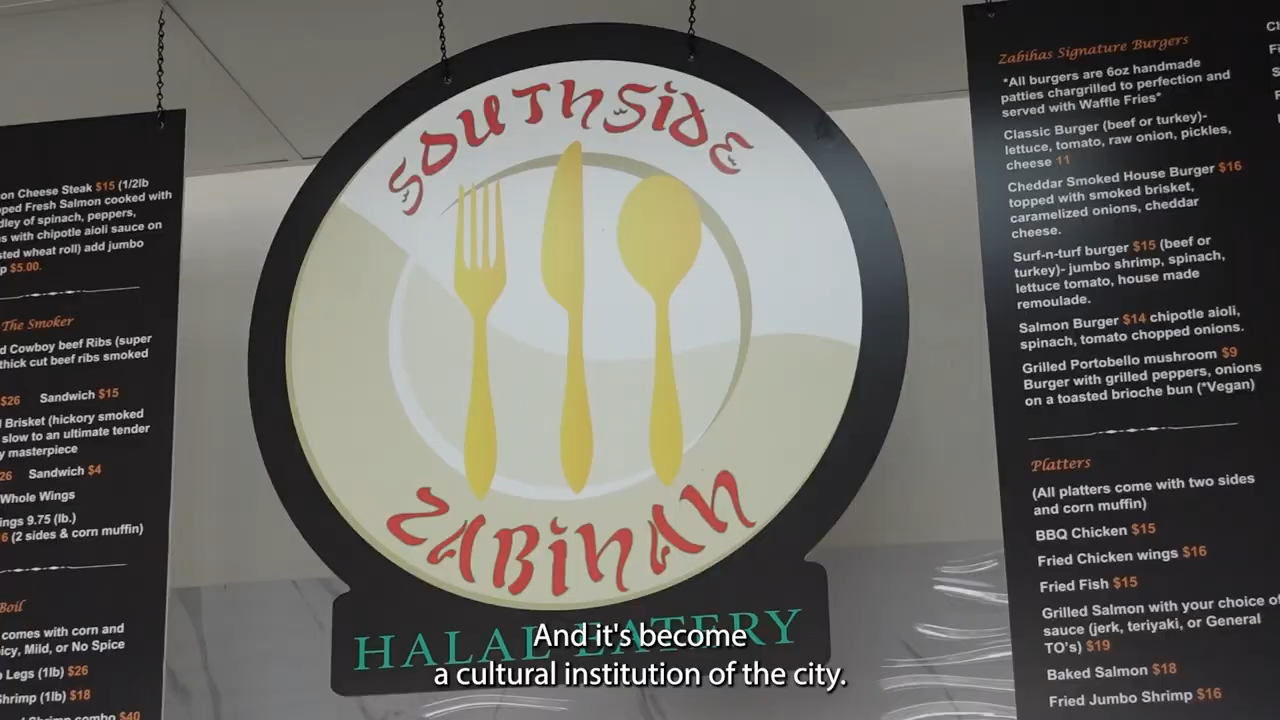 on Cheese Steak $15 (1/2lb
ped Fresh Salmon cooked with
dley of spinach, peppers,
s with chipotle aioli sauce on
sted wheat roll) add jumbo
p $5.00.
The Smoker
d Cowboy beef Ribs (super
thick cut beef ribs smoked
$26 Sandwich $15
Brisket (hickory smoked
slow to an ultimate tender
y masterpiece
26 Sandwich $4
Whole Wings
ings 9.75 (lb.)
6 (2 sides & corn muffin)
Boil
comes with corn and
icy, Mild, or No Spice
Legs (1lb) $26
Shrimp (1lb) $18
Shrimp combo $40
SOUTHSIDE
ZABIHAH
HALAL EATERY
And it's become
a cultural institution of the city.
Zabihas Signature Burgers
*All burgers are 6oz handmade
patties chargrilled to perfection and
served with Waffle Fries*
Classic Burger (beef or turkey)-
lettuce, tomato, raw onion, pickles,
cheese 11
Cheddar Smoked House Burger $16
topped with smoked brisket,
caramelized onions, cheddar
cheese.
Surf-n-turf burger $15 (beef or
turkey)- jumbo shrimp, spinach,
lettuce tomato, house made
remoulade.
Salmon Burger $14 chipotle aioli,
spinach, tomato chopped onions.
Grilled Portobello mushroom $9
Burger with grilled peppers, onions
on a toasted brioche bun (*Vegan)
Platters
(All platters come with two sides
and corn muffin)
BBQ Chicken $15
Fried Chicken wings $16
Fried Fish $15
Grilled Salmon with your choice of
sauce (jerk, teriyaki, or General
TO's) $19
Baked Salmon $18
Fried Jumbo Shrimp $16